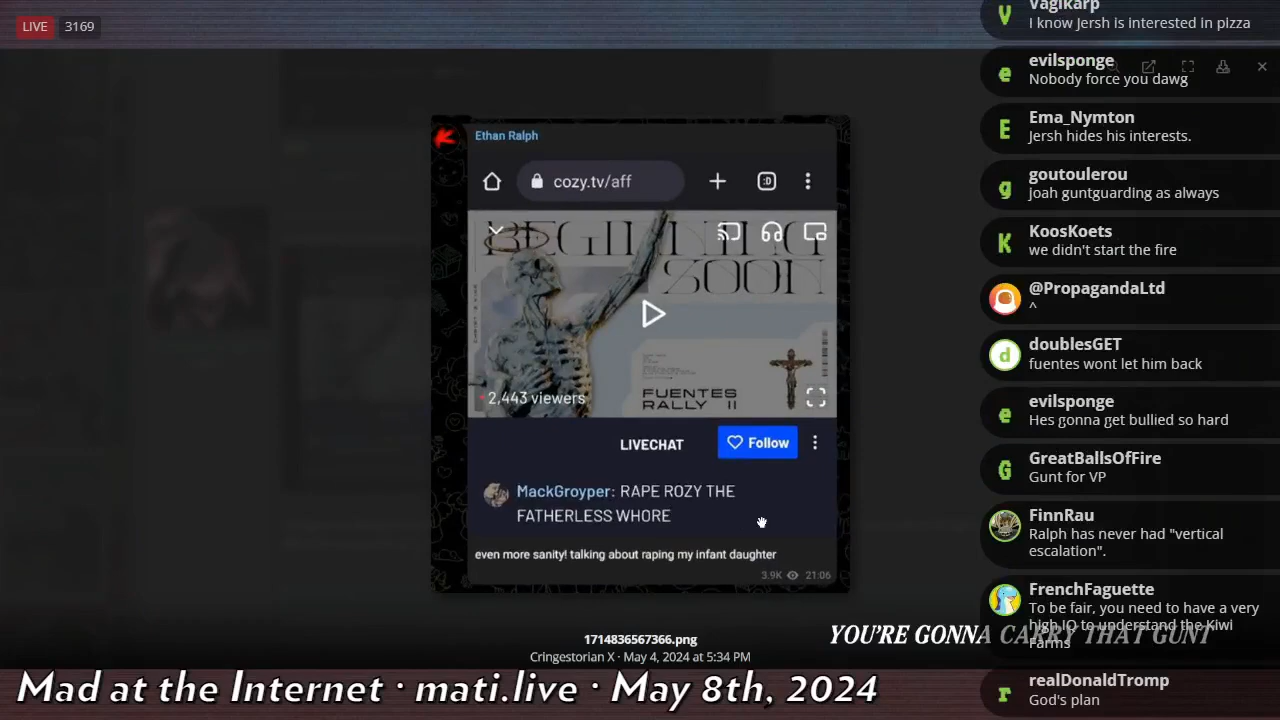 LIVE 3169
Ethan Ralph
cozy.tv/aff
:D
BEGINNING
SOON
2,443 viewers
FUENTES
RALLY II
LIVECHAT
Follow
MackGroyper: RAPE ROZY THE
FATHERLESS WHORE
even more sanity! talking about raping my infant daughter
3.9K 21:06
1714836567366.png
Cringestorian X · May 4, 2024 at 5:34 PM
Vagikarp
I know Jersh is interested in pizza
evilsponge
Nobody force you dawg
Ema_Nymton
Jersh hides his interests.
goutoulerou
joah guntguarding as always
KoosKoets
we didn't start the fire
@PropagandaLtd
^
doublesGET
fuentes wont let him back
evilsponge
Hes gonna get bullied so hard
GreatBallsOfFire
Gunt for VP
FinnRau
Ralph has never had "vertical
escalation".
FrenchFaguette
To be fair, you need to have a very
high IQ to understand the Kiwi
Farms
realDonaldTromp
God's plan
YOU'RE GONNA CARRY THAT GUNT
Mad at the Internet · mati.live · May 8th, 2024